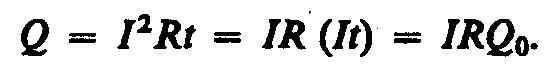 Q = I²Rt = IR (It) = IRQ₀.